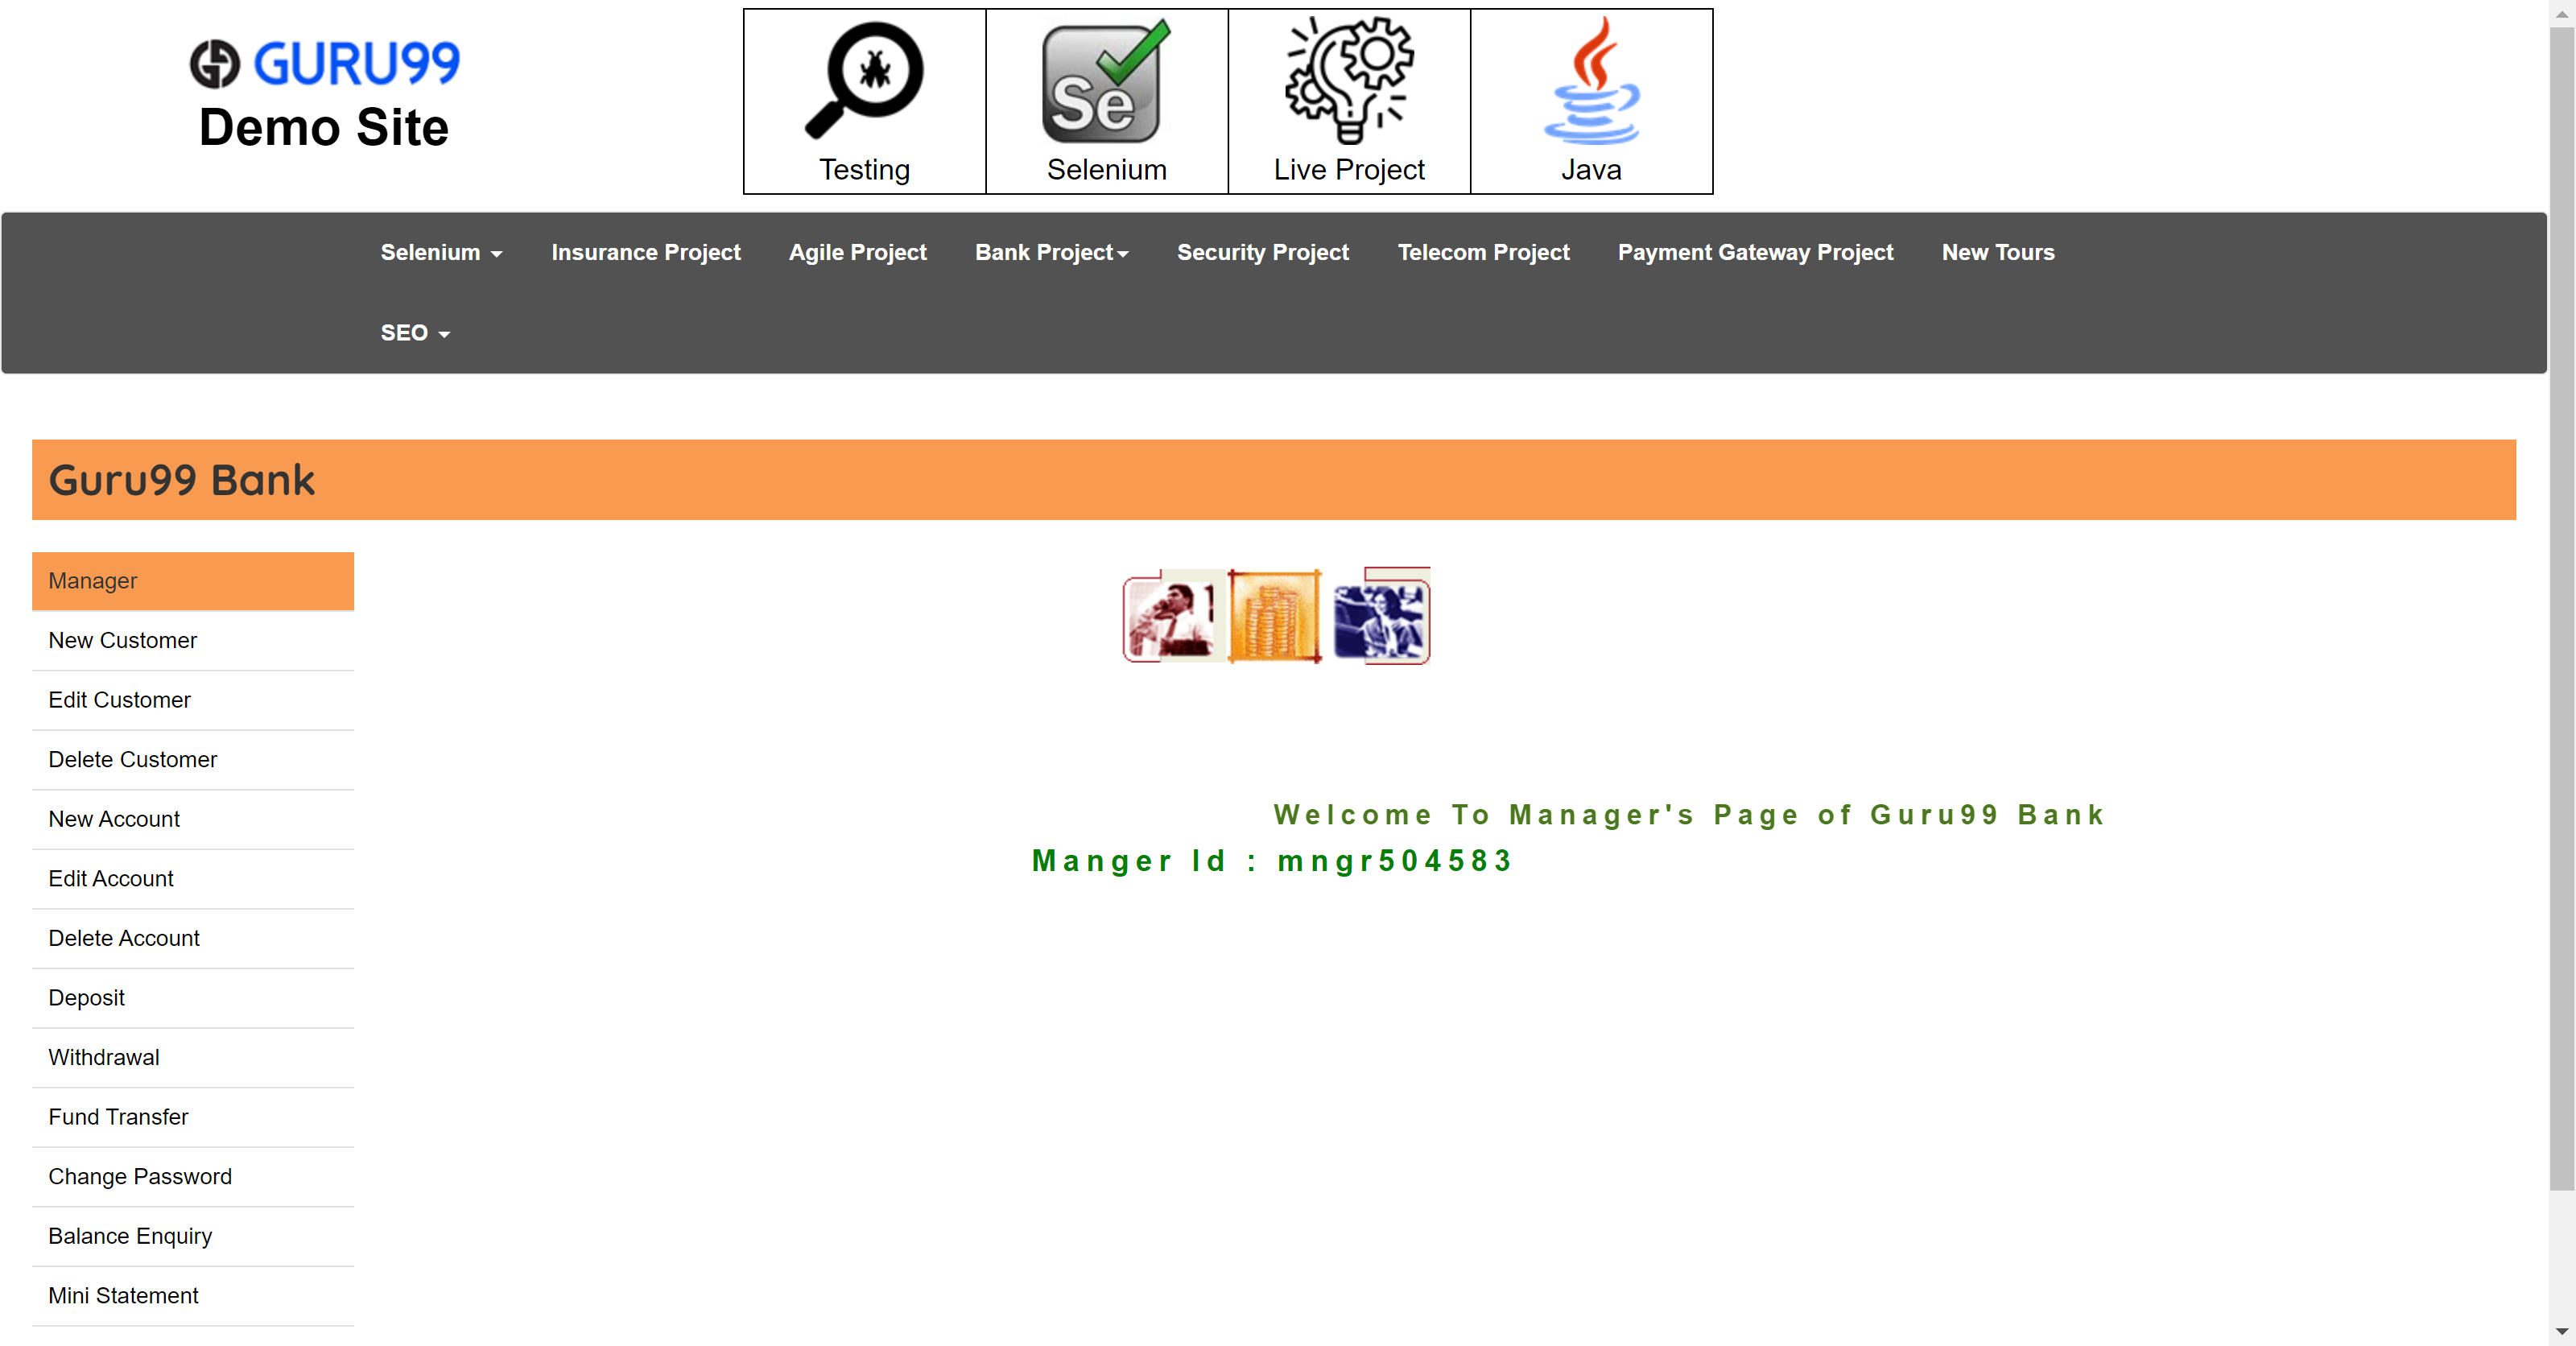 GURU99
Demo Site
Testing
Se
Selenium
Live Project
Java
Selenium
Insurance Project
Agile Project
Bank Project
Security Project
Telecom Project
Payment Gateway Project
New Tours
SEO
Guru99 Bank
Manager
New Customer
Edit Customer
Delete Customer
New Account
Edit Account
Delete Account
Deposit
Withdrawal
Fund Transfer
Change Password
Balance Enquiry
Mini Statement
Welcome To Manager's Page of Guru99 Bank
Manger Id : mngr504583